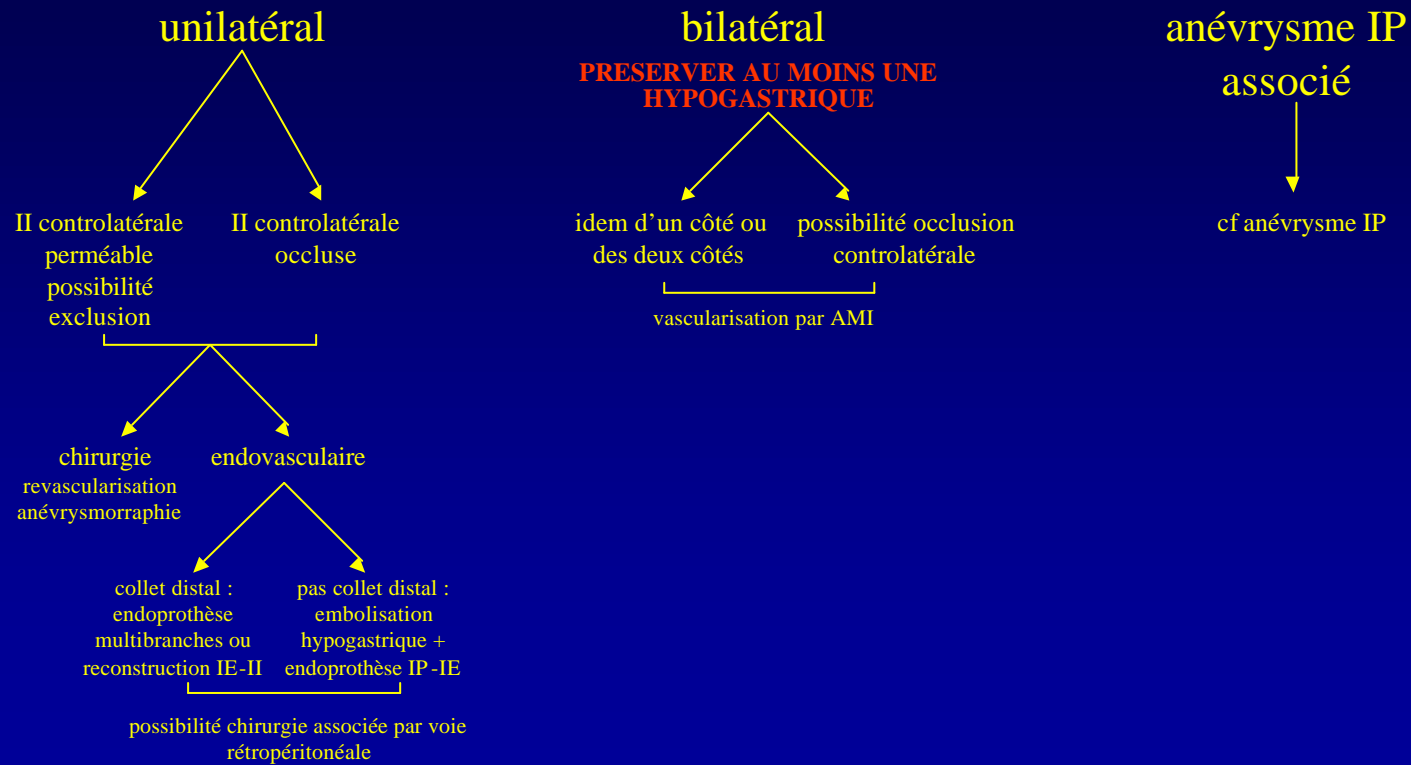 unilatéral
bilatéral
anévrysme IP
associé
PRESERVER AU MOINS UNE
HYPOGASTRIQUE
II controlatérale
perméable
possibilité
exclusion
II controlatérale
occluse
idem d’un côté ou
des deux côtés
possibilité occlusion
controlatérale
cf anévrysme IP
vascularisation par AMI
chirurgie
revascularisation
anévrysmorraphie
endovasculaire
collet distal :
endoprothèse
multibranches ou
reconstruction IE-II
pas collet distal :
embolisation
hypogastrique +
endoprothèse IP-IE
possibilité chirurgie associée par voie
rétropéritonéale